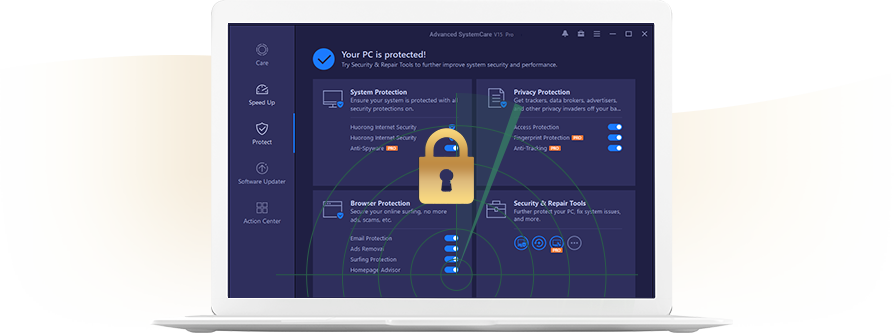 Advanced SystemCare V15 Pro
Care
Speed Up
Protect
Software Updater
Action Center
Your PC is protected!
Try Security & Repair Tools to further improve system security and performance.
System Protection
Ensure your system is protected with all
security protections on.
Huorong Internet Security
Huorong Internet Security
Anti-Spyware PRO
Privacy Protection
Get trackers, data brokers, advertisers,
and other privacy invaders off your ba...
Access Protection
Fingerprint Protection PRO
Anti-Tracking PRO
Browser Protection
Secure your online surfing, no more
ads, scams, etc.
Email Protection
Ads Removal
Surfing Protection
Homepage Advisor
Security & Repair Tools
Further protect your PC, fix system issues,
and more.
PRO